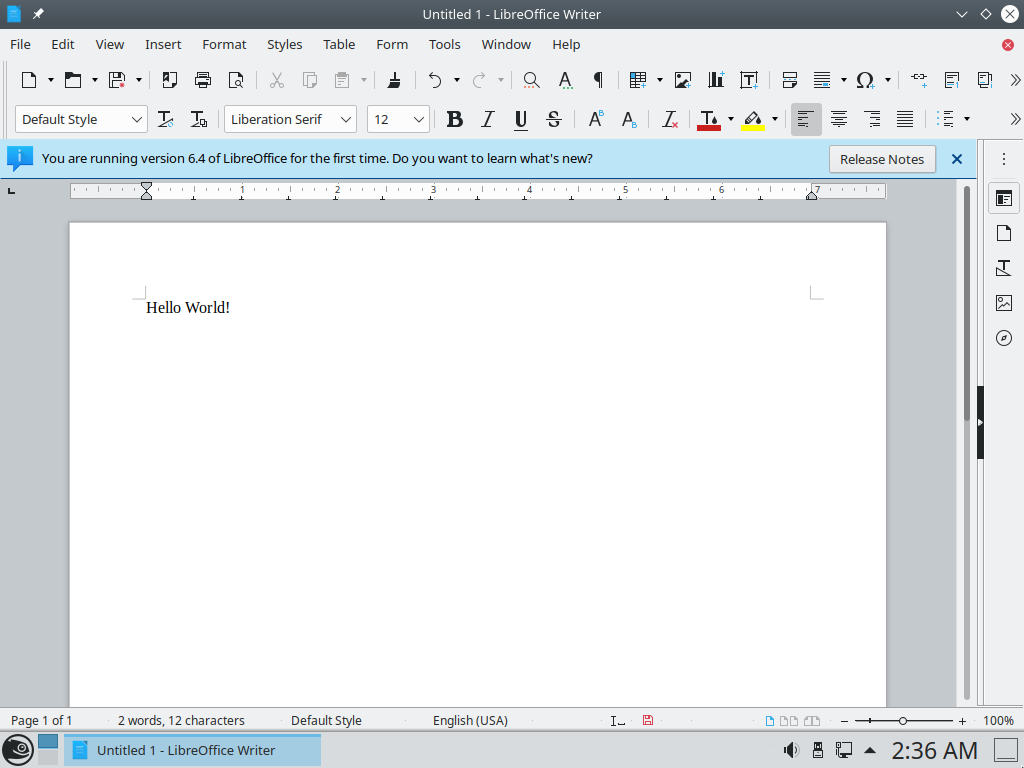 Untitled 1 - LibreOffice Writer
File Edit View Insert Format Styles Table Form Tools Window Help
Default Style Liberation Serif 12
You are running version 6.4 of LibreOffice for the first time. Do you want to learn what's new? Release Notes
1 2 3 4 5 6 7
Hello World!
Page 1 of 1 2 words, 12 characters Default Style English (USA) 100%
Untitled 1 - LibreOffice Writer 2:36 AM